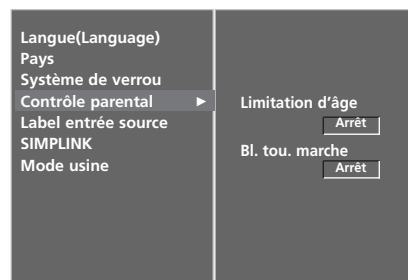 Langue(Language)
Pays
Système de verrou
Contrôle parental ►
Label entrée source
SIMPLINK
Mode usine
Limitation d’âge
Arrêt
Bl. tou. marche
Arrêt